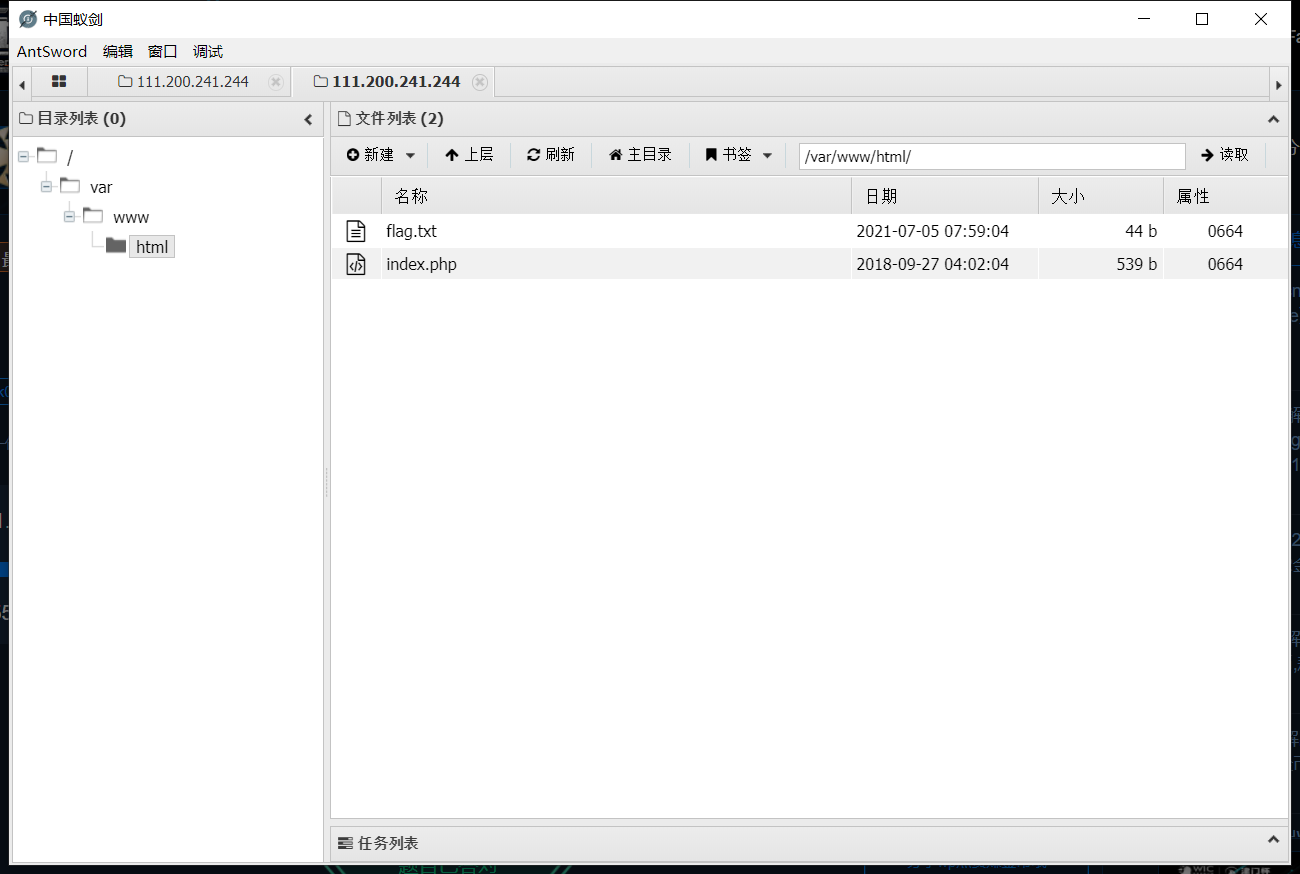 中国蚁剑
AntSword 编辑 窗口 调试
111.200.241.244 111.200.241.244
目录列表 (0)
文件列表 (2)
新建 上层 刷新 主目录 书签 /var/www/html/ 读取
/
var
www
html
名称 日期 大小 属性
flag.txt 2021-07-05 07:59:04 44 b 0664
index.php 2018-09-27 04:02:04 539 b 0664
任务列表